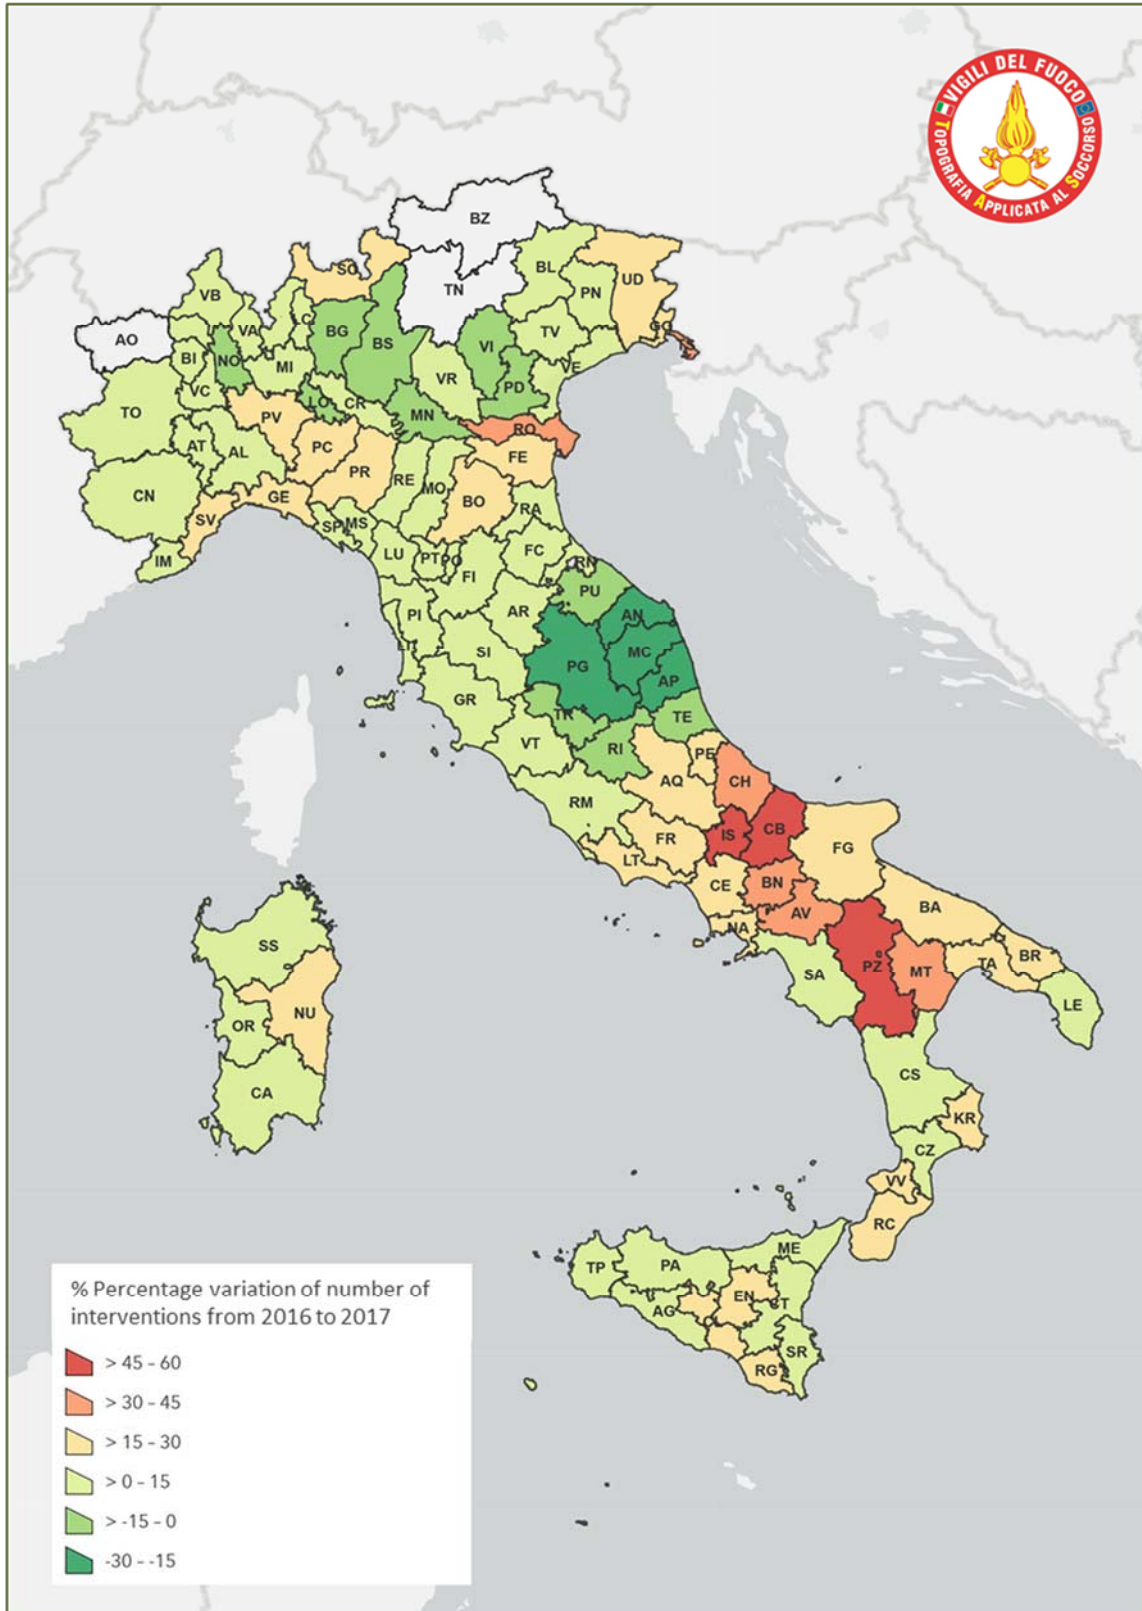 VIGILI DEL FUOCO
TOPOGRAFIA APPLICATA AL SOCCORSO
BZ
BL
UD
SO
TN
PN
VB
LC
VA
BG
BS
VI
TV
GO
AO
NO
BI
MI
VR
PD
VE
VC
LO
CR
MN
TO
PV
RO
AT
AL
PC
PR
FE
CN
RE
MO
BO
GE
SV
RA
SP
MS
IM
LU
PT
PO
FI
FC
RN
PU
PI
AR
AN
LI
SI
PG
MC
AP
GR
TR
TE
VT
RI
PE
AQ
CH
RM
FR
IS
CB
FG
LT
CE
BN
AV
BA
NA
SS
SA
PZ
MT
TA
BR
LE
NU
OR
CA
CS
KR
CZ
VV
RC
ME
TP
PA
EN
CT
AG
SR
RG
% Percentage variation of number of
interventions from 2016 to 2017
> 45 - 60
> 30 - 45
> 15 - 30
> 0 - 15
> -15 - 0
-30 - -15